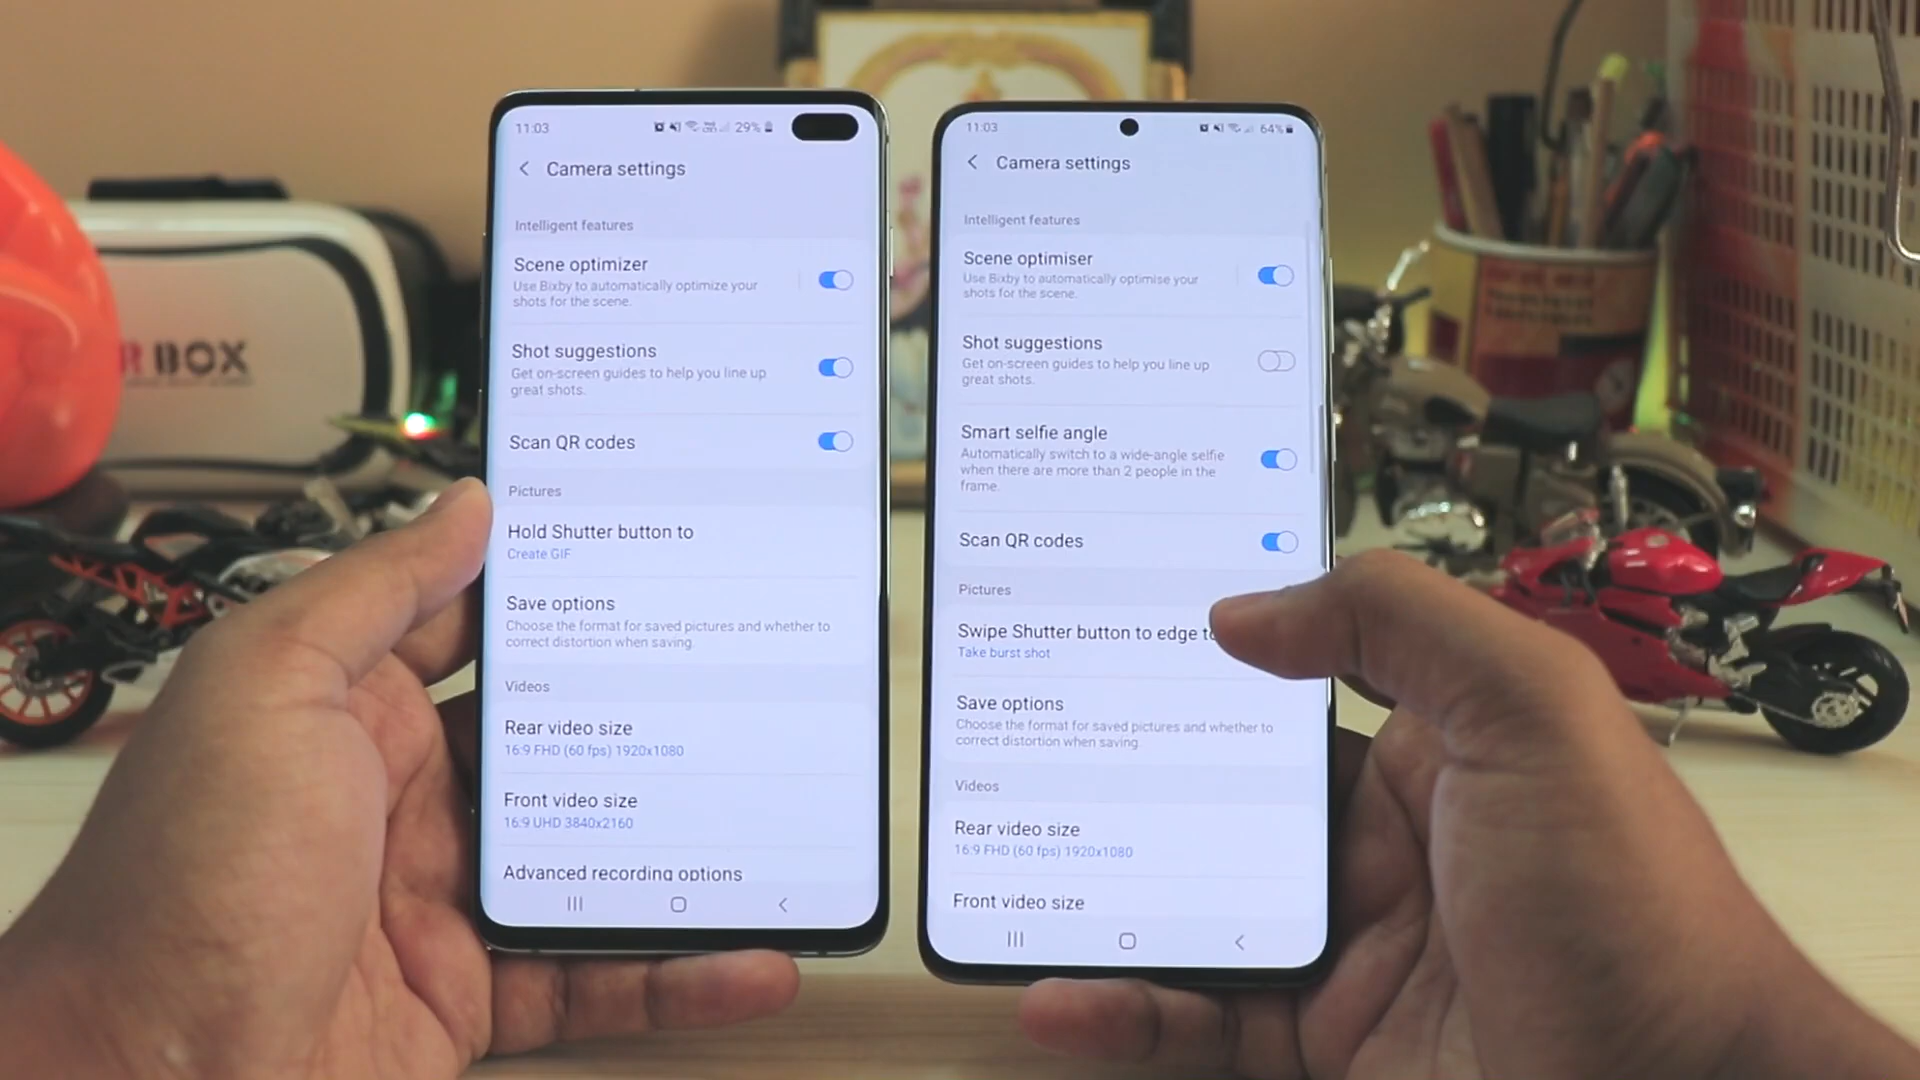 11:03
29%
Camera settings
Intelligent features
Scene optimizer
Use Bixby to automatically optimize your
shots for the scene.
Shot suggestions
Get on-screen guides to help you line up
great shots.
Scan QR codes
Pictures
Hold Shutter button to
Create GIF
Save options
Choose the format for saved pictures and whether to
correct distortion when saving.
Videos
Rear video size
16:9 FHD (60 fps) 1920x1080
Front video size
16:9 UHD 3840x2160
Advanced recording options
11:03
64%
Camera settings
Intelligent features
Scene optimiser
Use Bixby to automatically optimise your
shots for the scene.
Shot suggestions
Get on-screen guides to help you line up
great shots.
Smart selfie angle
Automatically switch to a wide-angle selfie
when there are more than 2 people in the
frame.
Scan QR codes
Pictures
Swipe Shutter button to edge to
Take burst shot
Save options
Choose the format for saved pictures and whether to
correct distortion when saving.
Videos
Rear video size
16:9 FHD (60 fps) 1920x1080
Front video size
R BOX